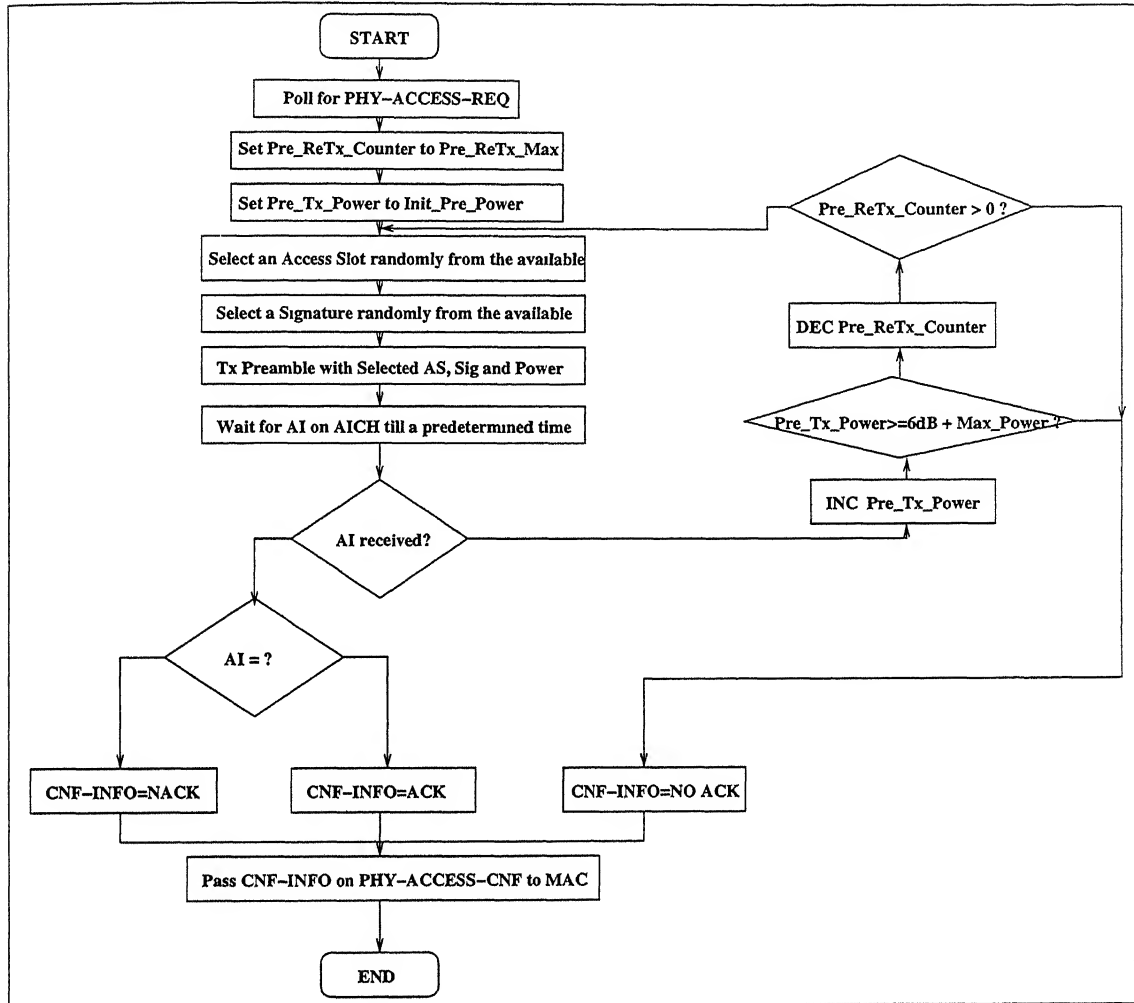 START
Poll for PHY-ACCESS-REQ
Set Pre_ReTx_Counter to Pre_ReTx_Max
Set Pre_Tx_Power to Init_Pre_Power
Select an Access Slot randomly from the available
Select a Signature randomly from the available
Tx Preamble with Selected AS, Sig and Power
Wait for AI on AICH till a predetermined time
AI received?
AI = ?
Pre_ReTx_Counter > 0 ?
DEC Pre_ReTx_Counter
Pre_Tx_Power>=6dB + Max_Power ?
INC Pre_Tx_Power
CNF-INFO=NACK
CNF-INFO=ACK
CNF-INFO=NO ACK
Pass CNF-INFO on PHY-ACCESS-CNF to MAC
END